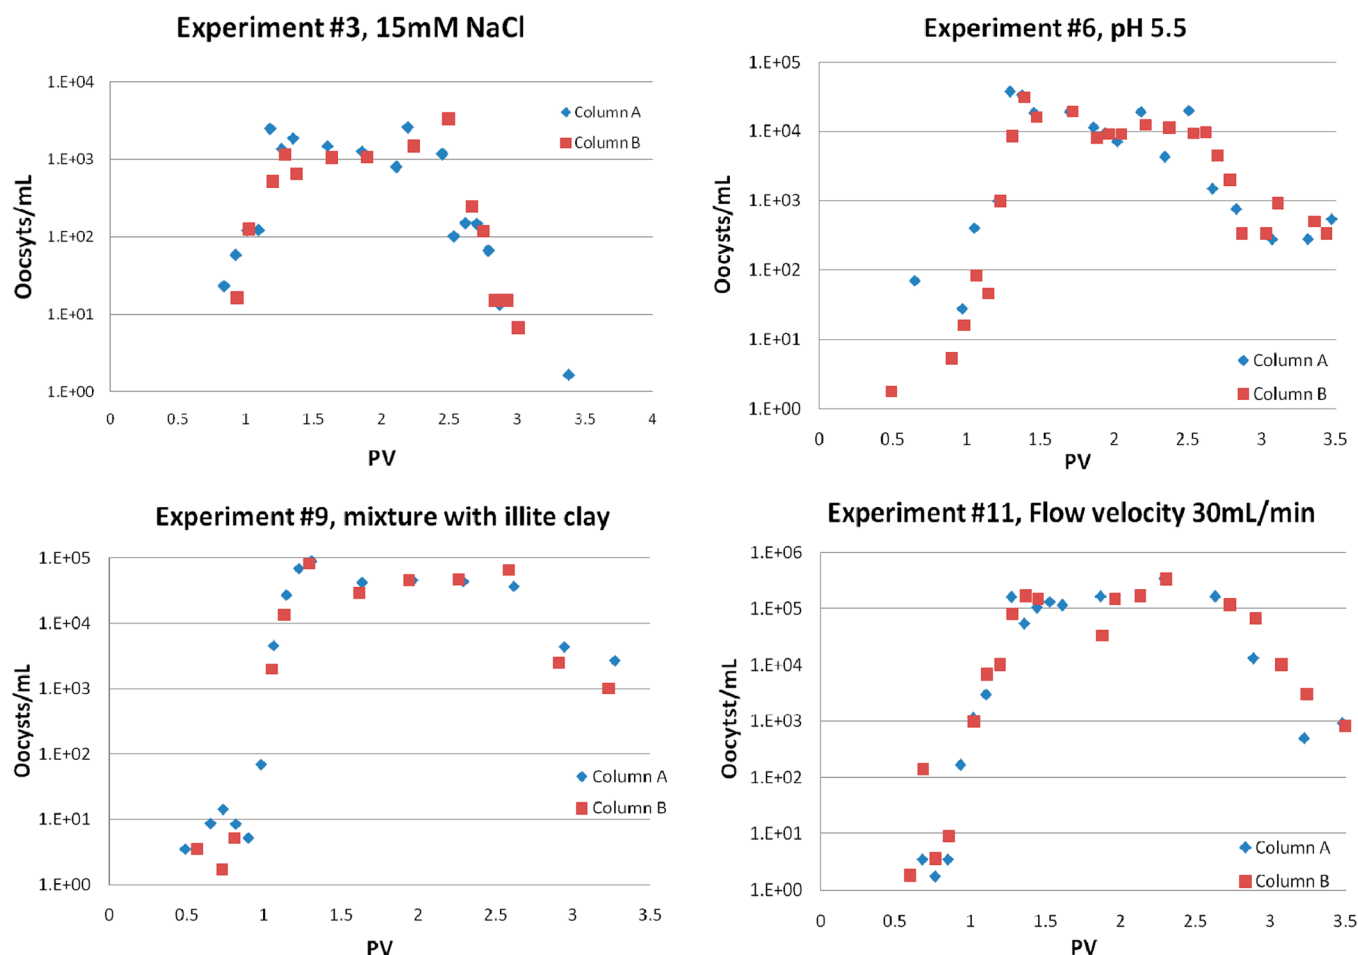 Experiment #3, 15mM NaCl
1.E+04
1.E+03
1.E+02
1.E+01
1.E+00
Oocsyts/mL
Column A
Column B
0 0.5 1 1.5 2 2.5 3 3.5 4
PV
Experiment #6, pH 5.5
1.E+05
1.E+04
1.E+03
1.E+02
1.E+01
1.E+00
Oocysts/mL
Column A
Column B
0 0.5 1 1.5 2 2.5 3 3.5
PV
Experiment #9, mixture with illite clay
1.E+05
1.E+04
1.E+03
1.E+02
1.E+01
1.E+00
Oocysts/mL
Column A
Column B
0 0.5 1 1.5 2 2.5 3 3.5
PV
Experiment #11, Flow velocity 30mL/min
1.E+06
1.E+05
1.E+04
1.E+03
1.E+02
1.E+01
1.E+00
Oocytst/mL
Column A
Column B
0 0.5 1 1.5 2 2.5 3 3.5
PV